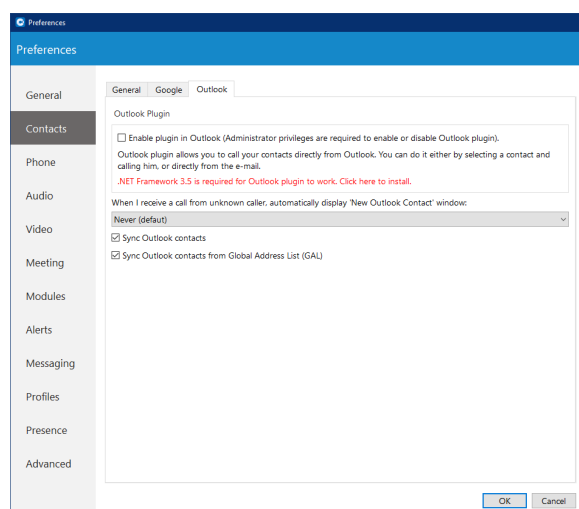 Preferences
Preferences
General
Contacts
Phone
Audio
Video
Meeting
Modules
Alerts
Messaging
Profiles
Presence
Advanced
General Google Outlook
Outlook Plugin
Enable plugin in Outlook (Administrator privileges are required to enable or disable Outlook plugin).
Outlook plugin allows you to call your contacts directly from Outlook. You can do it either by selecting a contact and
calling him, or directly from the e-mail.
.NET Framework 3.5 is required for Outlook plugin to work. Click here to install.
When I receive a call from unknown caller, automatically display 'New Outlook Contact' window:
Never (defaut)
Sync Outlook contacts
Sync Outlook contacts from Global Address List (GAL)
OK Cancel